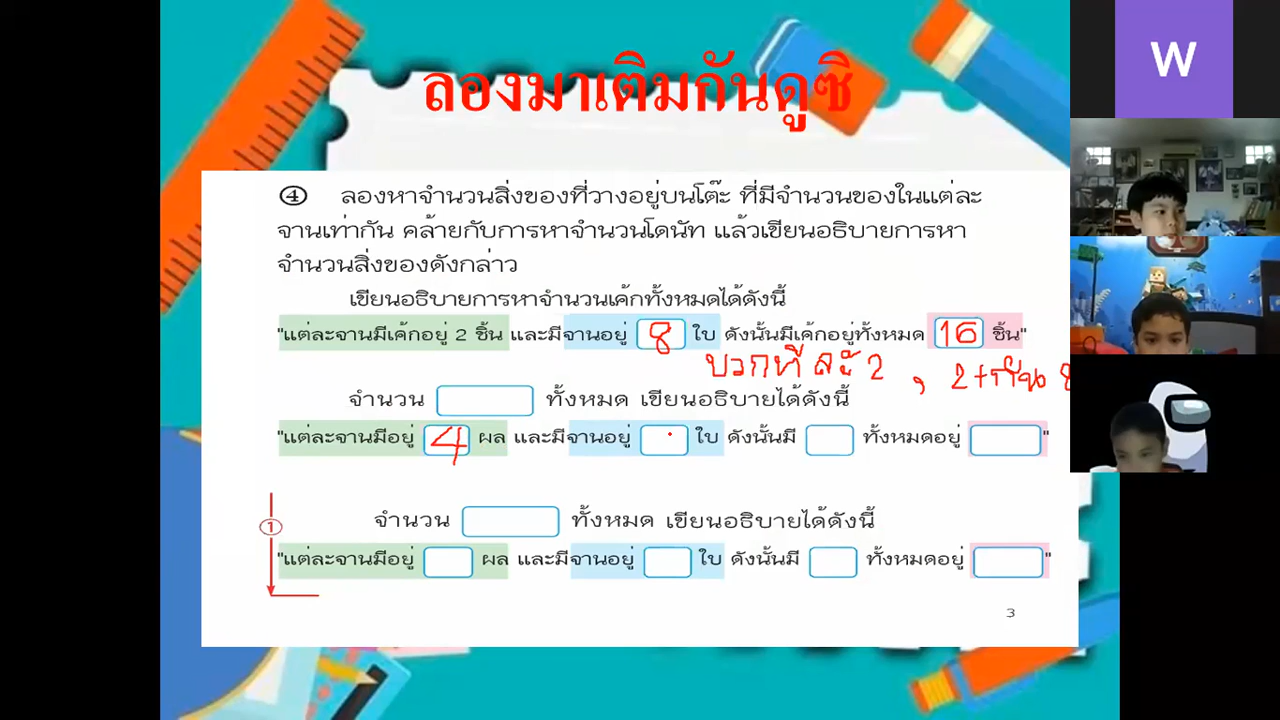 ลองมาเติมกันดูซิ
W
④ ลองหาจำนวนสิ่งของที่วางอยู่บนโต๊ะ ที่มีจำนวนของในแต่ละ
จานเท่ากัน คล้ายกับการหาจำนวนโดนัท แล้วเขียนอธิบายการหา
จำนวนสิ่งของดังกล่าว
เขียนอธิบายการหาจำนวนเค้กทั้งหมดได้ดังนี้
"แต่ละจานมีเค้กอยู่ 2 ชิ้น และมีจานอยู่ 8 ใบ ดังนั้นมีเค้กอยู่ทั้งหมด 16 ชิ้น"
บวกทีละ 2 , 2+กัน 8
จำนวน ทั้งหมด เขียนอธิบายได้ดังนี้
"แต่ละจานมีอยู่ 4 ผล และมีจานอยู่ ใบ ดังนั้นมี ทั้งหมดอยู่ "
จำนวน ทั้งหมด เขียนอธิบายได้ดังนี้
①
"แต่ละจานมีอยู่ ผล และมีจานอยู่ ใบ ดังนั้นมี ทั้งหมดอยู่ "
3